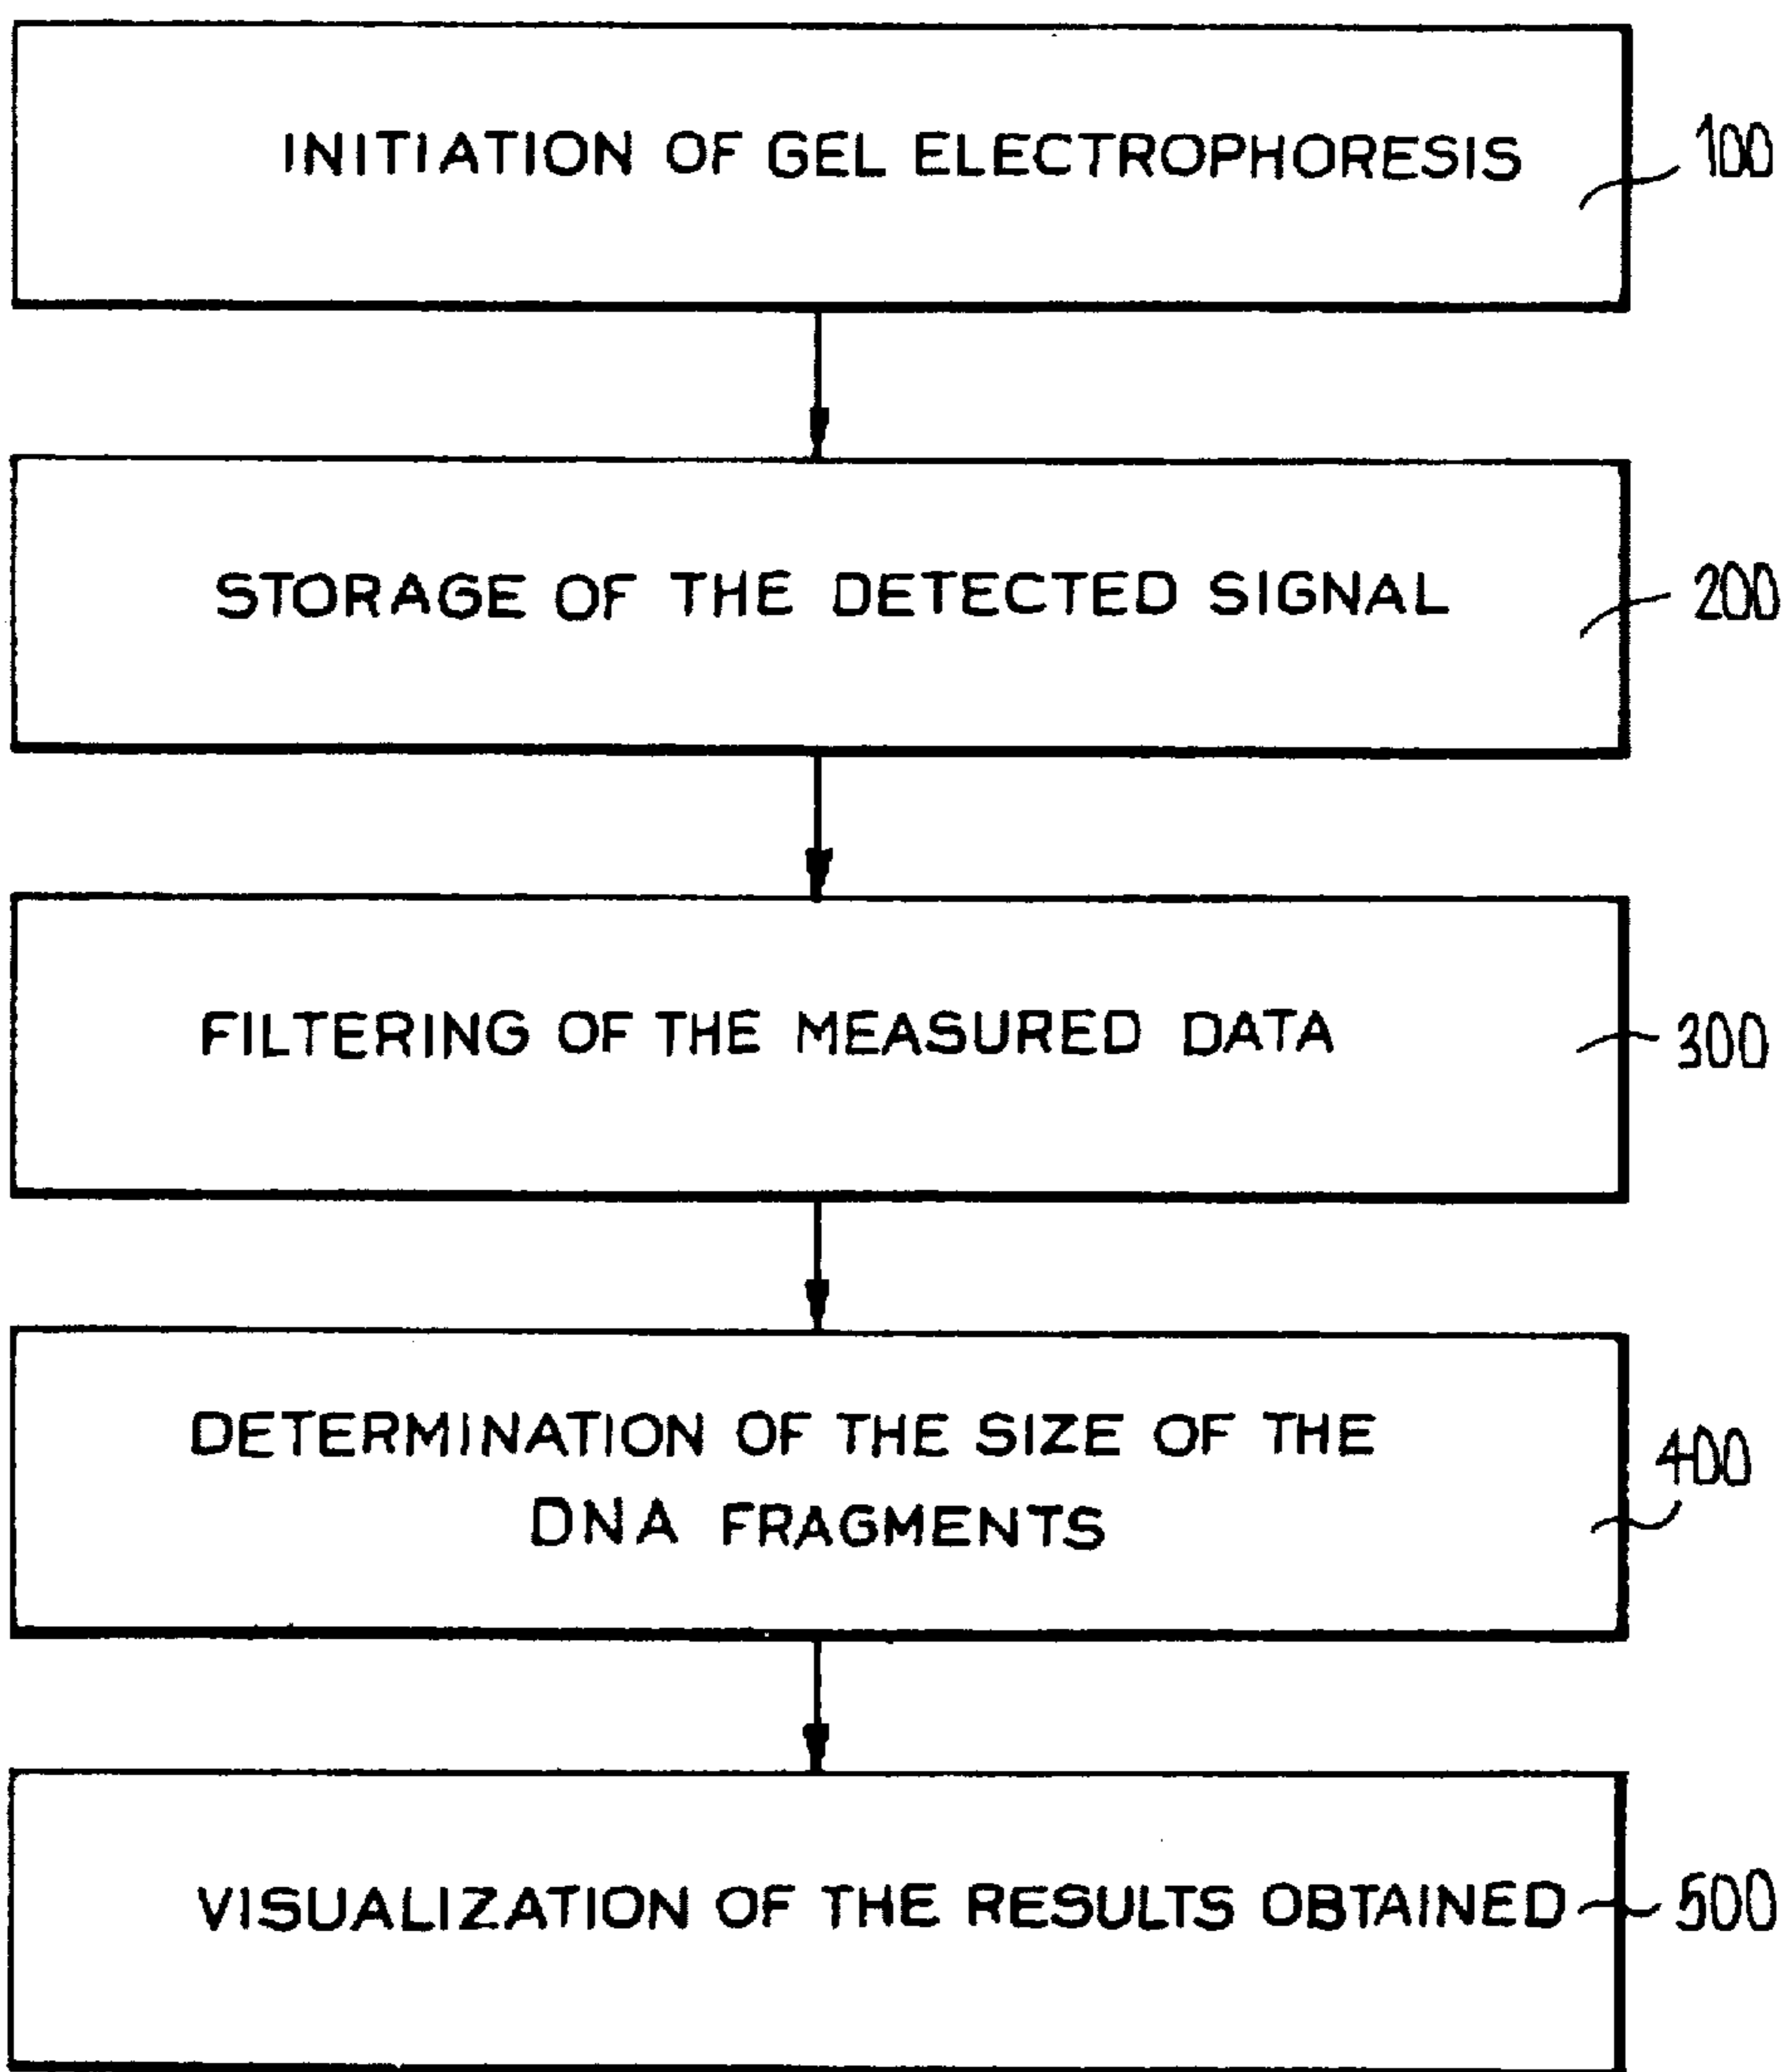 INITIATION OF GEL ELECTROPHORESIS
100
STORAGE OF THE DETECTED SIGNAL
200
FILTERING OF THE MEASURED DATA
300
DETERMINATION OF THE SIZE OF THE
DNA FRAGMENTS
400
VISUALIZATION OF THE RESULTS OBTAINED
500